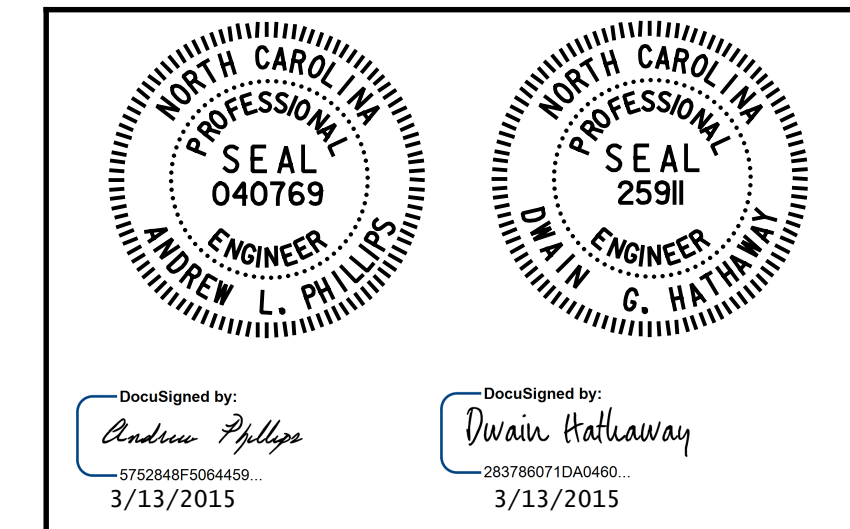 NORTH CAROLINA
PROFESSIONAL
SEAL
040769
ENGINEER
ANDREW L. PHILLIPS
NORTH CAROLINA
PROFESSIONAL
SEAL
25911
ENGINEER
DWAIN G. HATHAWAY
DocuSigned by:
Andrew Phillips
5752848F5064459...
3/13/2015
DocuSigned by:
Dwain Hathaway
283786071DA0460...
3/13/2015